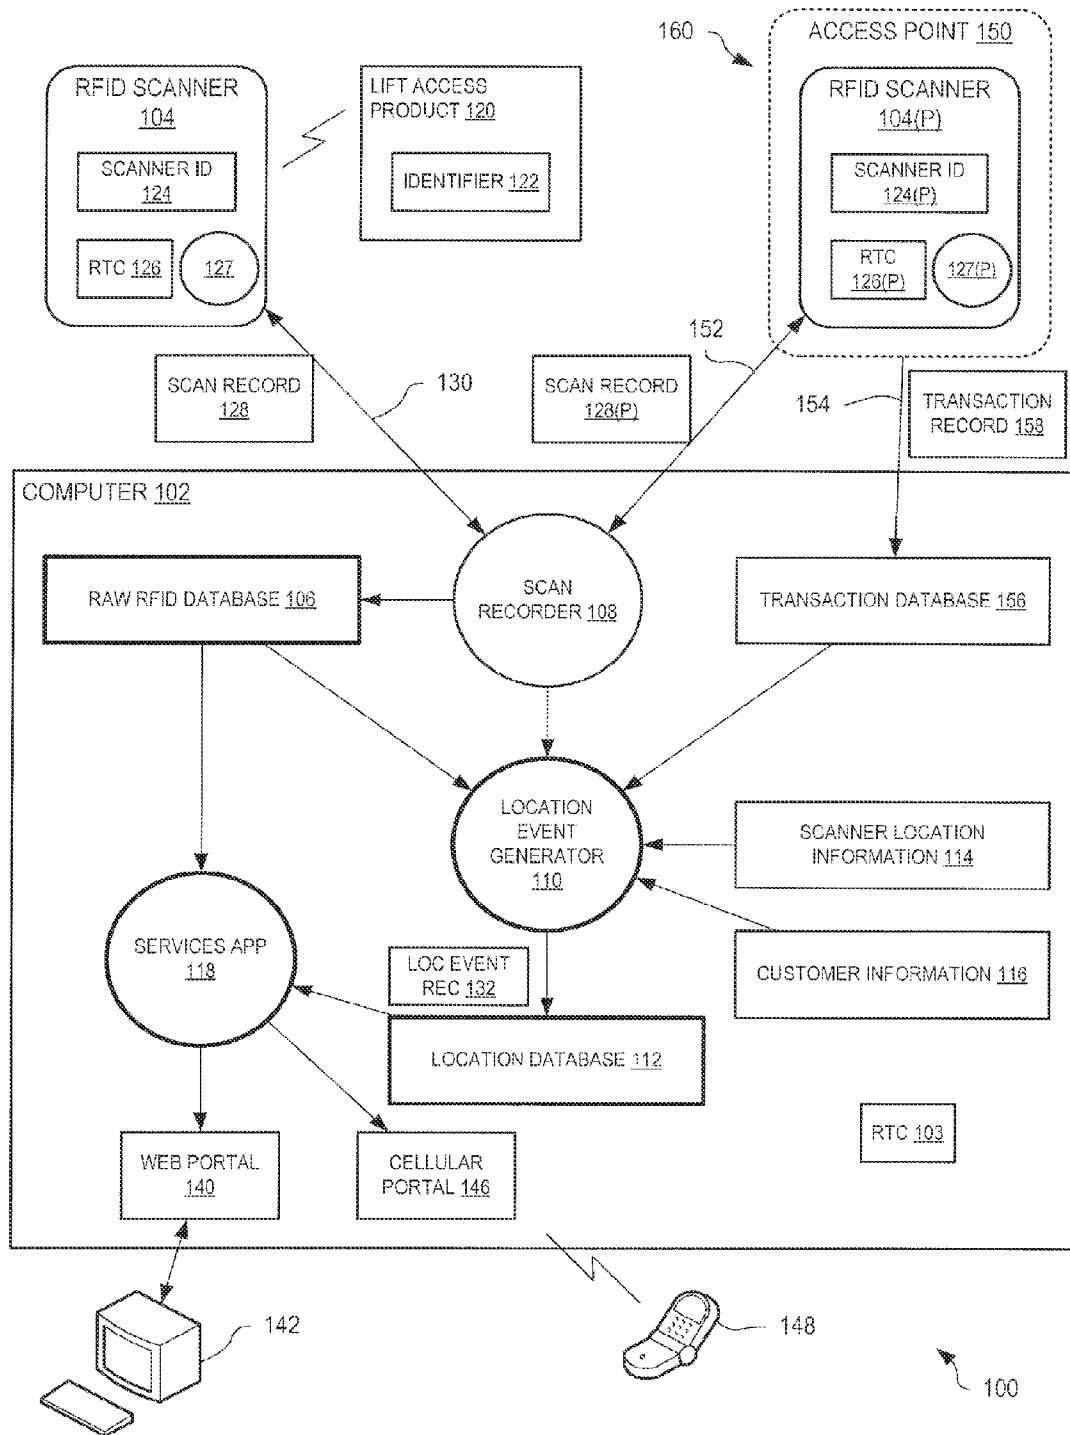 160
ACCESS POINT 150
RFID SCANNER
104
SCANNER ID
124
RTC 126
127
LIFT ACCESS
PRODUCT 120
IDENTIFIER 122
RFID SCANNER
104(P)
SCANNER ID
124(P)
RTC
126(P)
127(P)
SCAN RECORD
128
130
SCAN RECORD
128(P)
152
154
TRANSACTION
RECORD 158
COMPUTER 102
RAW RFID DATABASE 106
SCAN
RECORDER 108
TRANSACTION DATABASE 156
LOCATION
EVENT
GENERATOR
110
SCANNER LOCATION
INFORMATION 114
SERVICES APP
118
LOC EVENT
REC 132
CUSTOMER INFORMATION 116
LOCATION DATABASE 112
RTC 103
WEB PORTAL
140
CELLULAR
PORTAL 146
142
148
100